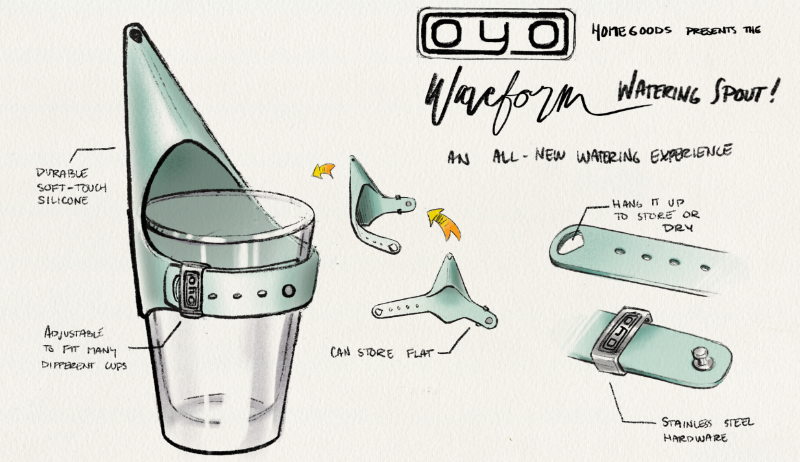 oyo HOMEGOODS PRESENTS THE
Waveform WATERING SPOUT!
AN ALL-NEW WATERING EXPERIENCE
DURABLE
SOFT-TOUCH
SILICONE
HANG IT UP
TO STORE OR
DRY
oyo
ADJUSTABLE
TO FIT MANY
DIFFERENT CUPS
CAN STORE FLAT
oyo
STAINLESS STEEL
HARDWARE